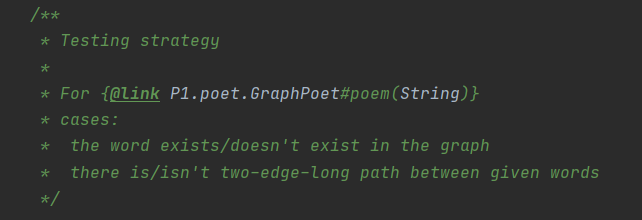 /**
* Testing strategy
*
* For {@link P1.poet.GraphPoet#poem(String)}
* cases:
*  the word exists/doesn't exist in the graph
*  there is/isn't two-edge-long path between given words
*/